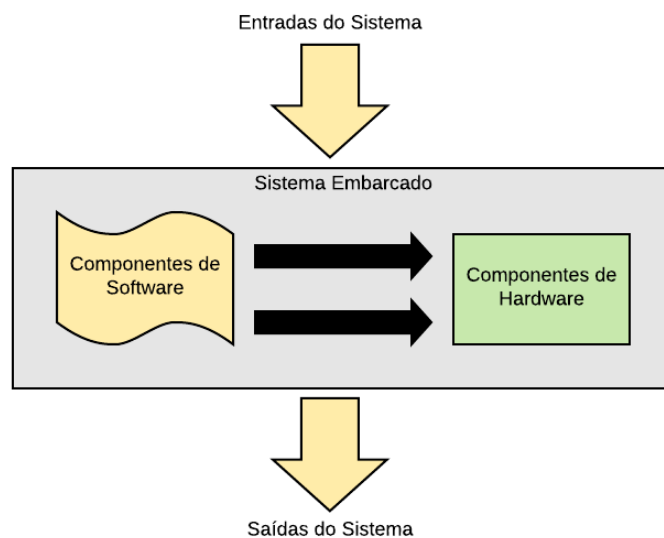 Entradas do Sistema
Sistema Embarcado
Componentes de
Software
Componentes de
Hardware
Saídas do Sistema